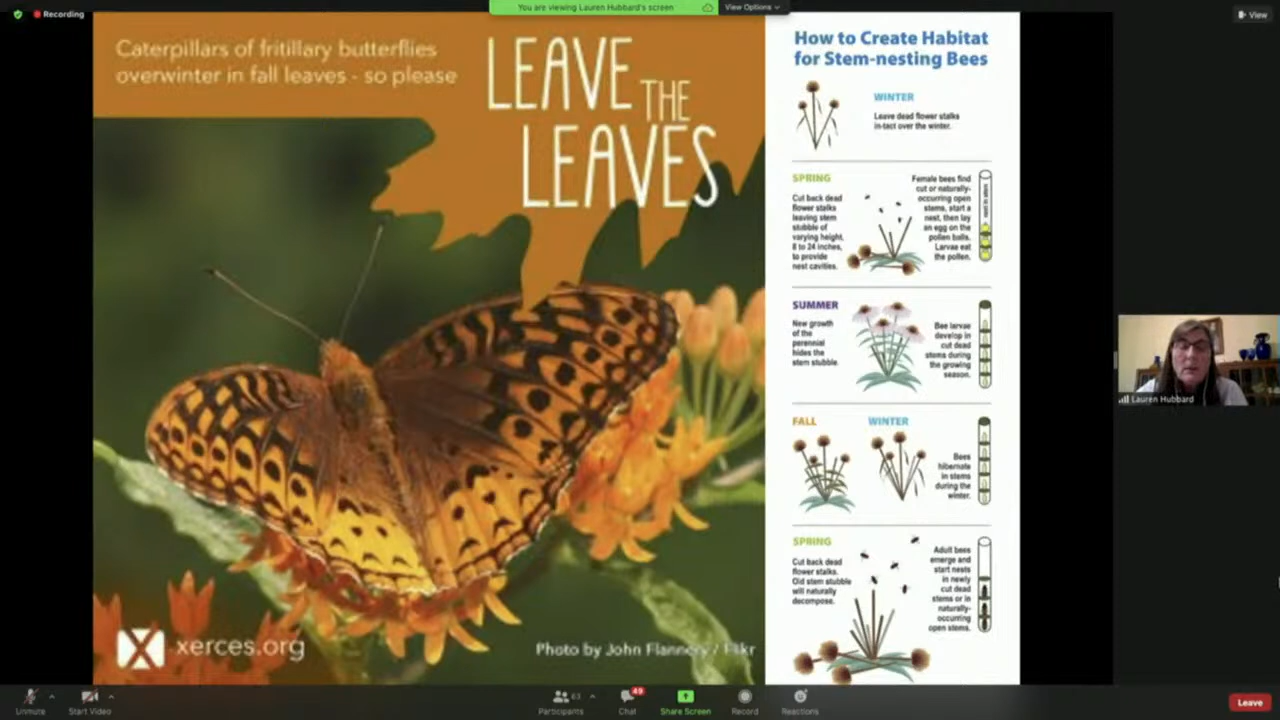 Recording
You are viewing Lauren Hubbard's screen
View Options
View
Caterpillars of fritillary butterflies
overwinter in fall leaves - so please
LEAVE THE
LEAVES
xerces.org
Photo by John Flannery / Flikr
How to Create Habitat
for Stem-nesting Bees
WINTER
Leave dead flower stalks
in-tact over the winter.
SPRING
Cut back dead
flower stalks
leaving stem
stubble of
varying height,
8 to 24 inches,
to provide
nest cavities.
Female bees find
cut or naturally-
occurring open
stems, start a
nest, then lay
an egg on the
pollen balls.
Larvae eat
the pollen.
SUMMER
New growth
of the
perennial
hides the
stem stubble.
Bee larvae
develop in
cut dead
stems during
the growing
season.
FALL
WINTER
Bees
hibernate
in stems
during the
winter.
SPRING
Cut back dead
flower stalks.
Old stem stubble
will naturally
decompose.
Adult bees
emerge and
start nests
in newly
cut dead
stems or in
naturally-
occurring
open stems.
Lauren Hubbard
Unmute
Start Video
63
Participants
49
Chat
Share Screen
Record
Reactions
Leave